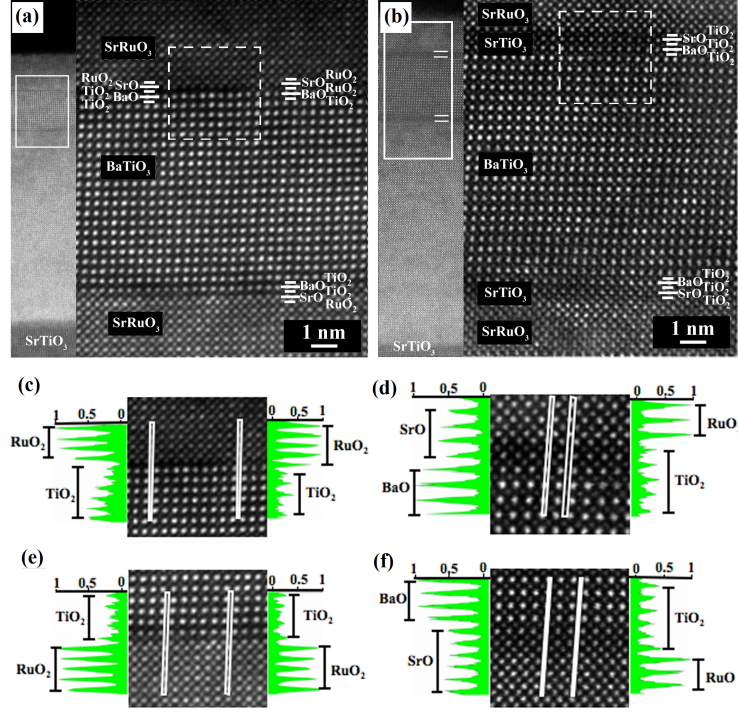 (a)
SrRuO₃
RuO₂
TiO₂ SrO
TiO₂ BaO
SrO RuO₂
RuO₂
BaO TiO₂
BaTiO₃
BaO TiO₂
TiO₂
SrO RuO₂
SrRuO₃
SrTiO₃
1 nm
(b)
SrRuO₃
SrTiO₃
SrO TiO₂
TiO₂
BaO TiO₂
BaTiO₃
SrTiO₃
BaO TiO₂
TiO₂
SrO TiO₂
SrRuO₃
SrTiO₃
1 nm
(c)
1 0,5 0
RuO₂
TiO₂
0 0,5 1
RuO₂
TiO₂
(d)
1 0,5 0
SrO
BaO
0 0,5 1
RuO
TiO₂
(e)
1 0,5 0
TiO₂
RuO₂
0 0,5 1
TiO₂
RuO₂
(f)
1 0,5 0
BaO
SrO
0 0,5 1
TiO₂
RuO